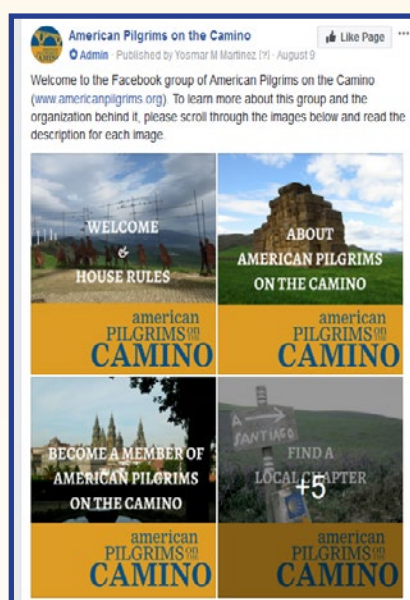 American Pilgrims on the Camino
Like Page
Admin · Published by Yosmar M Martinez [?] · August 9
Welcome to the Facebook group of American Pilgrims on the Camino
(www.americanpilgrims.org). To learn more about this group and the
organization behind it, please scroll through the images below and read the
description for each image.
WELCOME
&
HOUSE RULES
american
PILGRIMS ON THE
CAMINO
ABOUT
AMERICAN PILGRIMS
ON THE CAMINO
american
PILGRIMS ON THE
CAMINO
BECOME A MEMBER OF
AMERICAN PILGRIMS
ON THE CAMINO
american
PILGRIMS ON THE
CAMINO
A
SANTIAGO
FIND A
LOCAL CHAPTER
+5
american
PILGRIMS ON THE
CAMINO